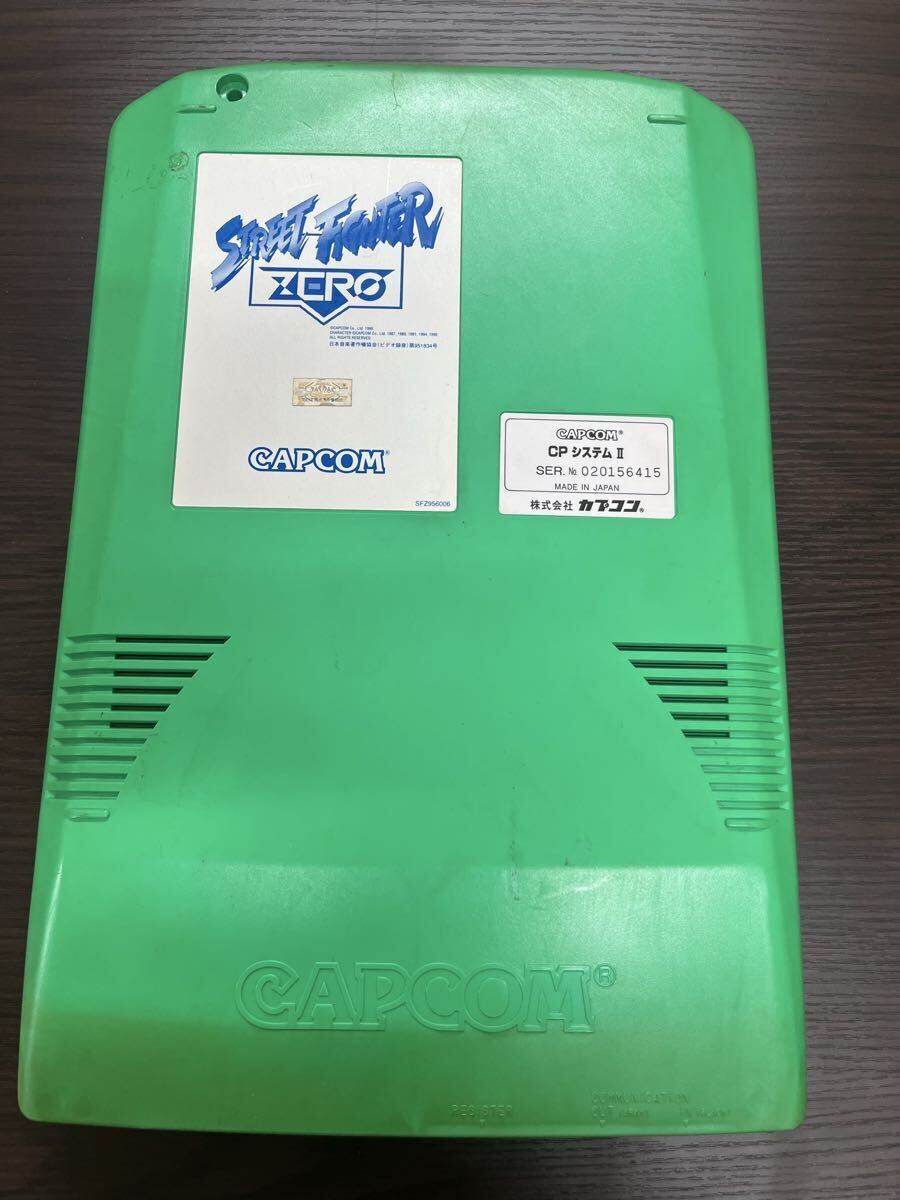 STREET FIGHTER
ZERO
©CAPCOM Co., Ltd. 1995
CHARACTER ©CAPCOM Co., Ltd. 1987, 1989, 1991, 1994, 1995
ALL RIGHTS RESERVED
日本音楽著作権協会(ビデオ録音)第951834号
CAPCOM®
SFZ956006
CAPCOM®
CP システム II
SER. № 020156415
MADE IN JAPAN
株式会社 カプコン®
CAPCOM®
REGISTER
COMMUNICATION
OUT
IN